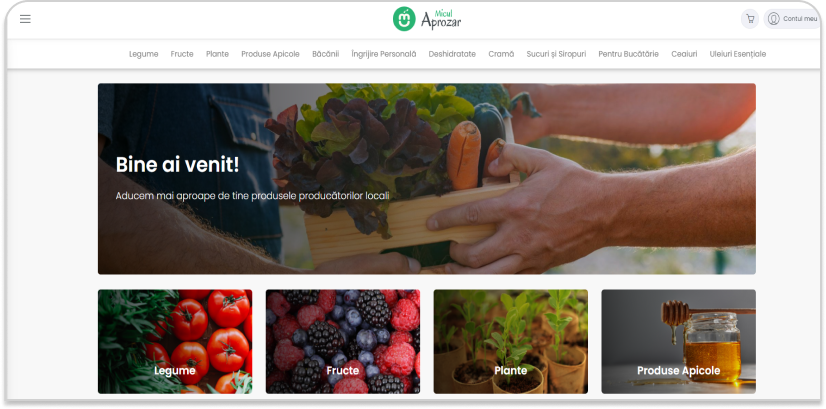 Micul
Aprozar
Contul meu
Legume Fructe Plante Produse Apicole Băcănii Îngrijire Personală Deshidratate Cramă Sucuri și Siropuri Pentru Bucătărie Ceaiuri Uleiuri Esențiale
Bine ai venit!
Aducem mai aproape de tine produsele producătorilor locali
Legume
Fructe
Plante
Produse Apicole